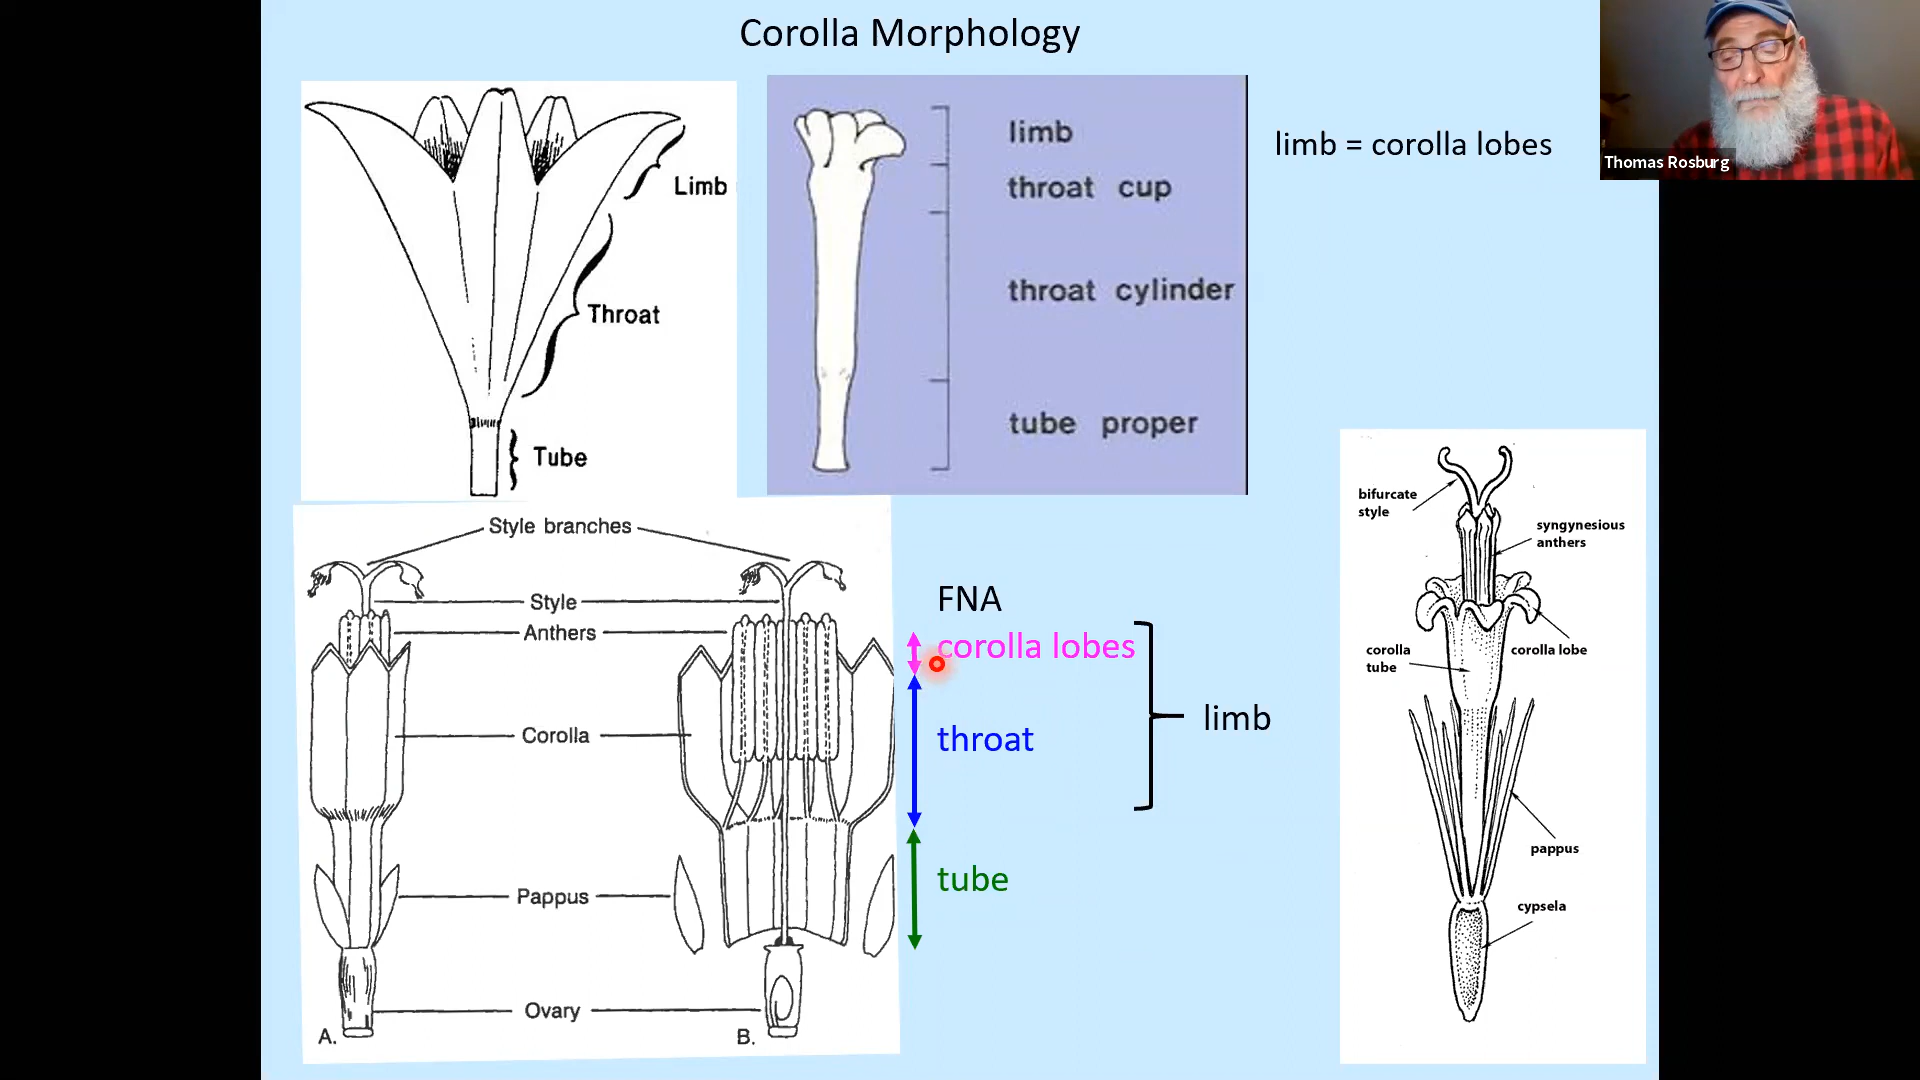 Corolla Morphology
Limb
Throat
Tube
limb
throat cup
throat cylinder
tube proper
limb = corolla lobes
Thomas Rosburg
Style branches
Style
Anthers
Corolla
Pappus
Ovary
A.
B.
FNA
corolla lobes
throat
tube
limb
bifurcate
style
syngynesious
anthers
corolla
tube
corolla lobe
pappus
cypsela